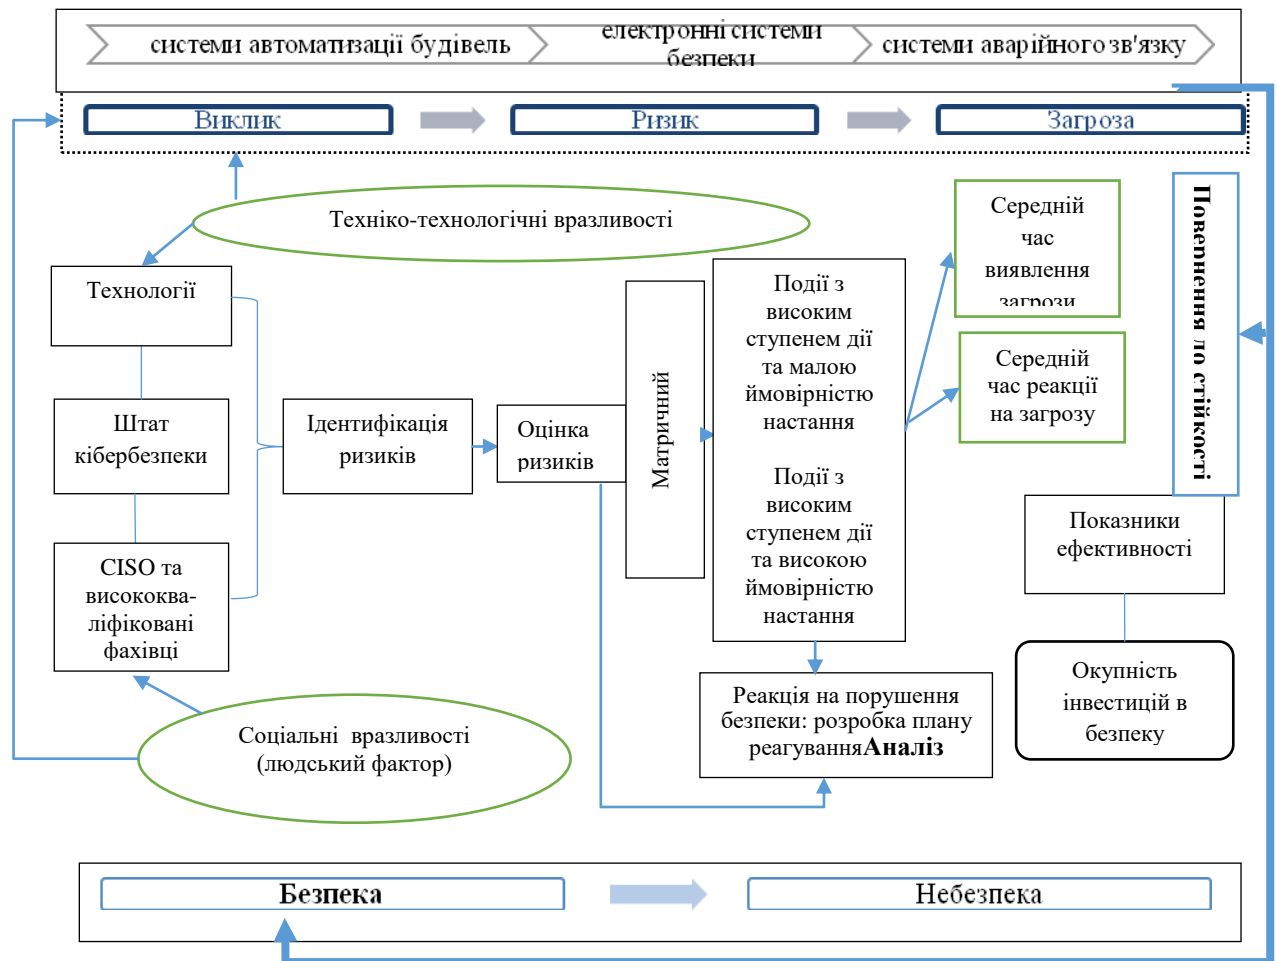 системи автоматизації будівель
електронні системи
безпеки
системи аварійного зв'язку
Виклик
Ризик
Загроза
Техніко-технологічні вразливості
Середній
час
виявлення
загрози
Повернення до стійкості
Технології
Події з
високим
ступенем дії
та малою
ймовірністю
настання
Середній
час реакції
на загрозу
Матричний
Штат
кібербезпеки
Ідентифікація
ризиків
Оцінка
ризиків
Події з
високим
ступенем дії
та високою
ймовірністю
настання
Показники
ефективності
CISO та
висококва-
ліфіковані
фахівці
Реакція на порушення
безпеки: розробка плану
реагуванняАналіз
Окупність
інвестицій в
безпеку
Соціальні вразливості
(людський фактор)
Безпека
Небезпека